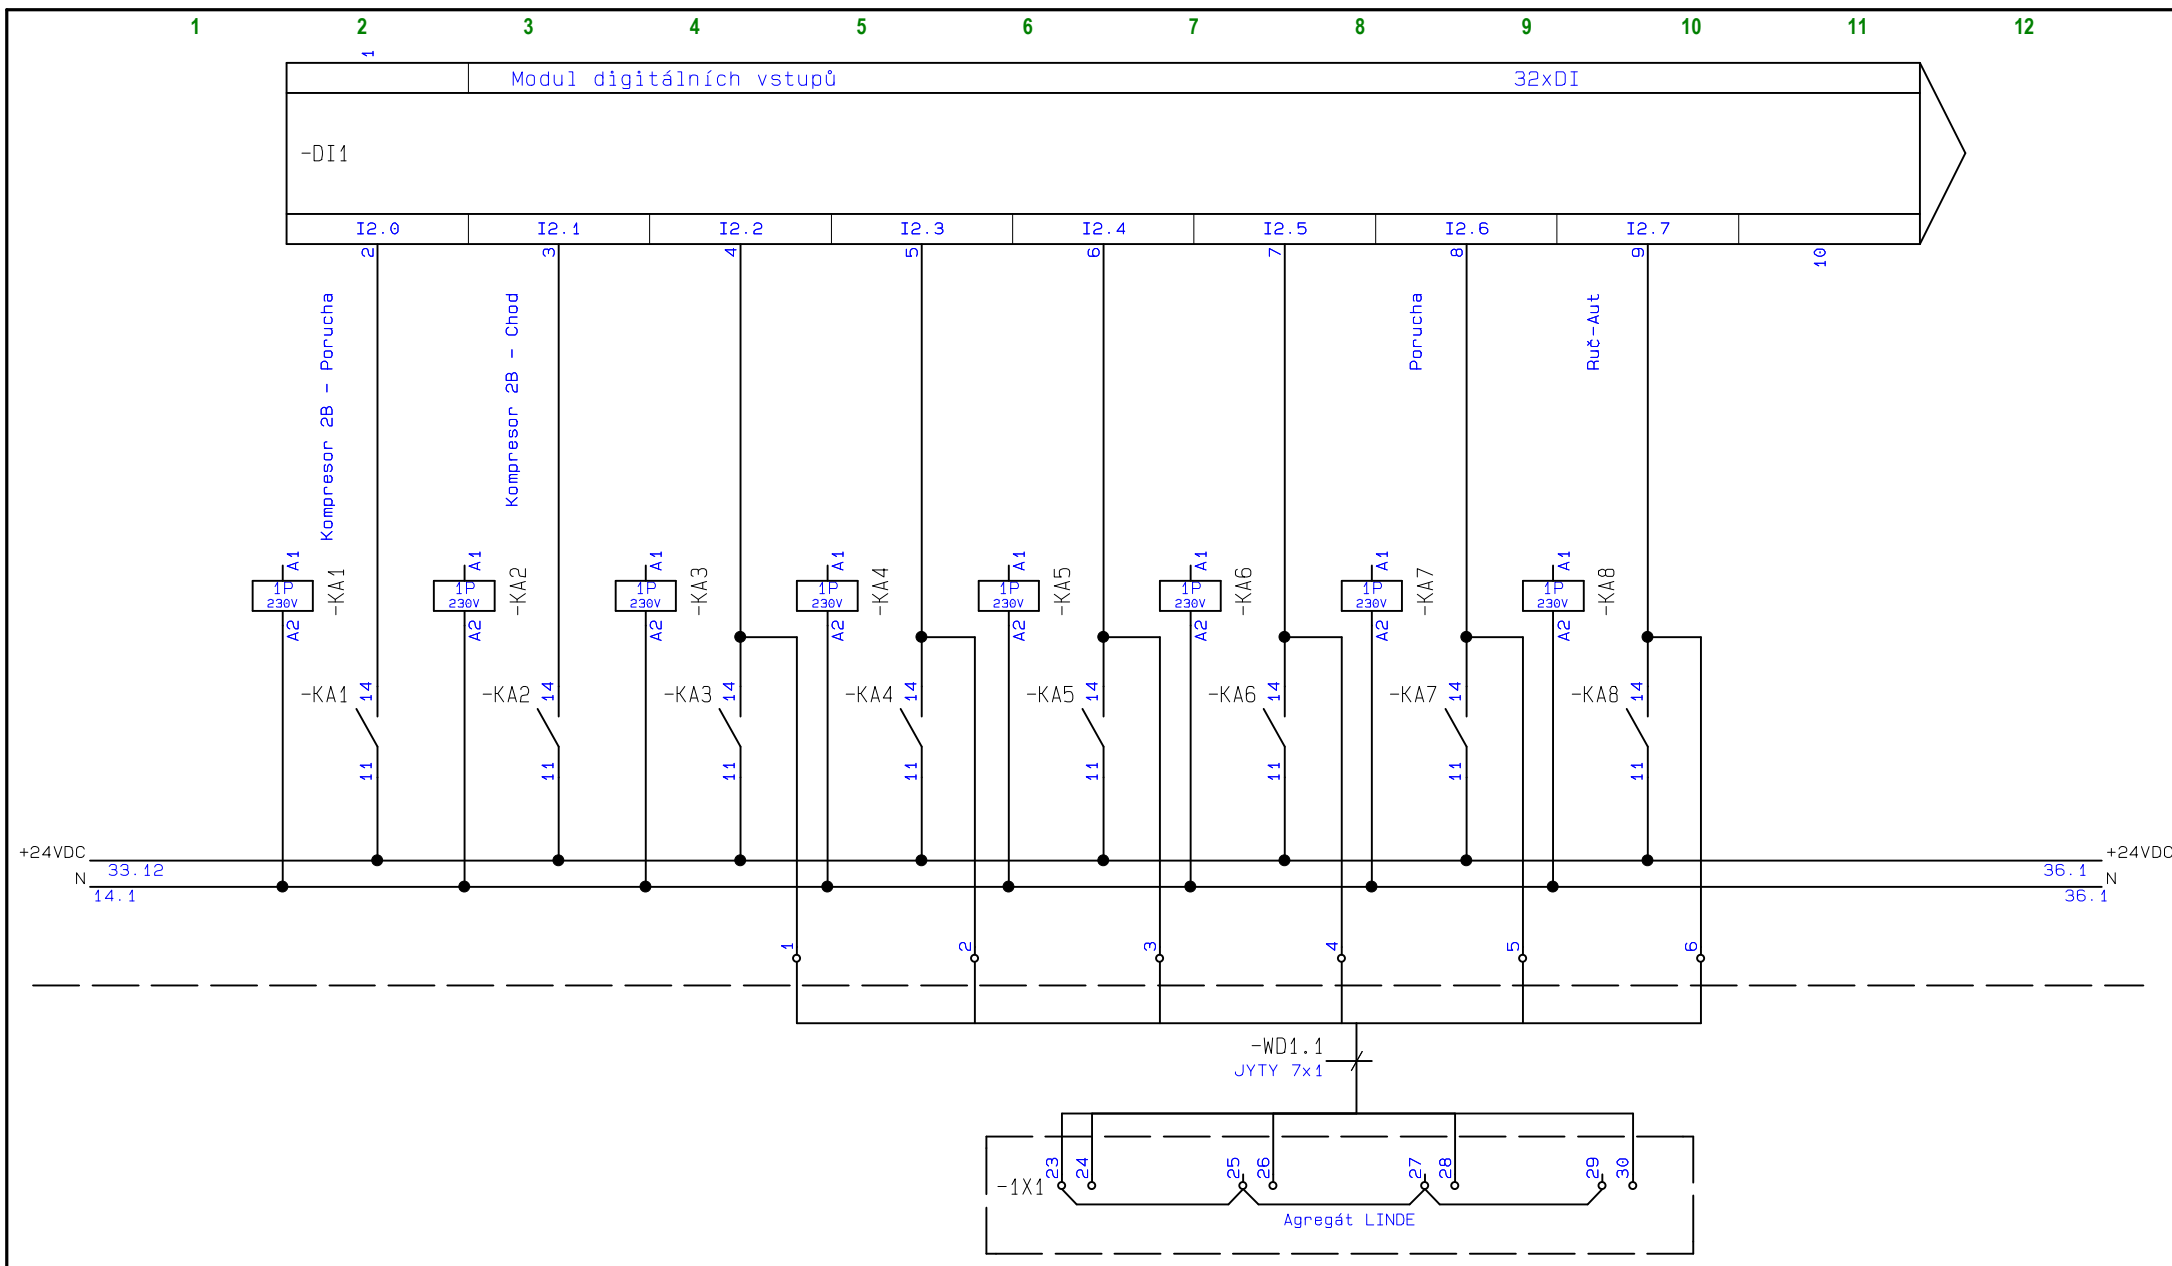 1 2 3 4 5 6 7 8 9 10 11 12
1
Modul digitálních vstupů 32xDI
-DI1
I2.0 I2.1 I2.2 I2.3 I2.4 I2.5 I2.6 I2.7
2 3 4 5 6 7 8 9 10
Kompresor 2B - Porucha
Kompresor 2B - Chod
Porucha
Ruč-Aut
A1 A1 A1 A1 A1 A1 A1 A1
1P 1P 1P 1P 1P 1P 1P 1P
230V 230V 230V 230V 230V 230V 230V 230V
-KA1 -KA2 -KA3 -KA4 -KA5 -KA6 -KA7 -KA8
A2 A2 A2 A2 A2 A2 A2 A2
-KA1 14 -KA2 14 -KA3 14 -KA4 14 -KA5 14 -KA6 14 -KA7 14 -KA8 14
11 11 11 11 11 11 11 11
+24VDC +24VDC
33.12 36.1
N N
14.1 36.1
1 2 3 4 5 6
-WD1.1
JYTY 7x1
23 24 25 26 27 28 29 30
-1X1
Agregát LINDE